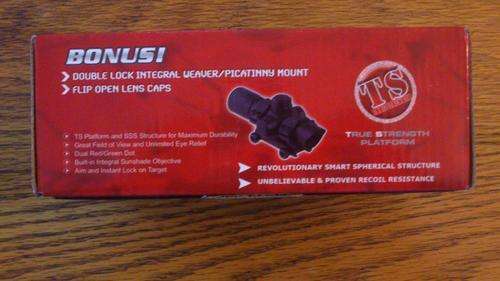 BONUS!
DOUBLE LOCK INTEGRAL WEAVER/PICATINNY MOUNT
FLIP OPEN LENS CAPS
TS
TRUE STRENGTH
PLATFORM
TS Platform and SSS Structure for Maximum Durability
Great Field of View and Unlimited Eye Relief
Dual Red/Green Dot
Built-in Integral Sunshade Objective
Aim and Instant Lock on Target
REVOLUTIONARY SMART SPHERICAL STRUCTURE
UNBELIEVABLE & PROVEN RECOIL RESISTANCE